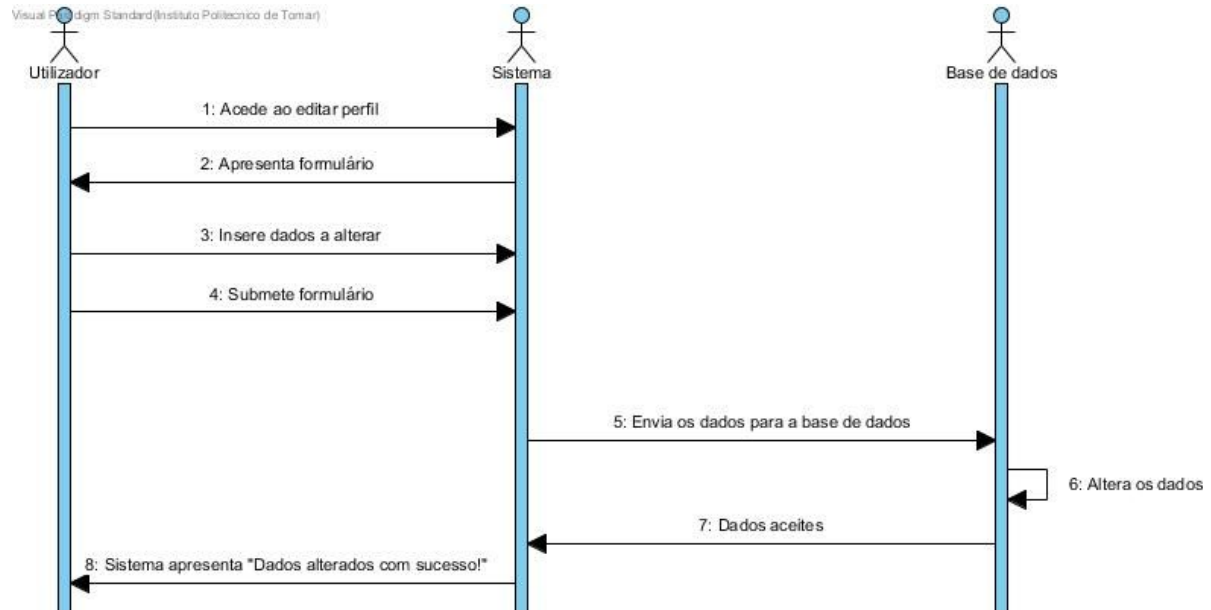 Visual Paradigm Standard(Instituto Politecnico de Tomar)
Utilizador
Sistema
Base de dados
1: Acede ao editar perfil
2: Apresenta formulário
3: Insere dados a alterar
4: Submete formulário
5: Envia os dados para a base de dados
6: Altera os dados
7: Dados aceites
8: Sistema apresenta "Dados alterados com sucesso!"